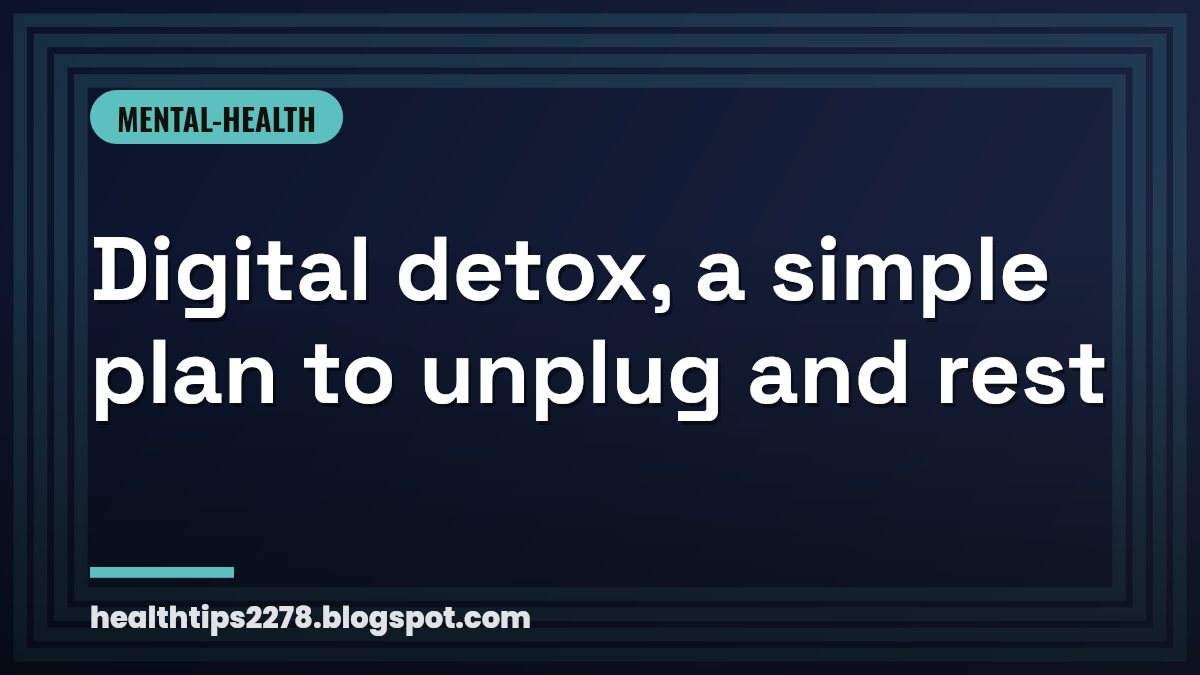 MENTAL-HEALTH
Digital detox, a simple
plan to unplug and rest
healthtips2278.blogspot.com